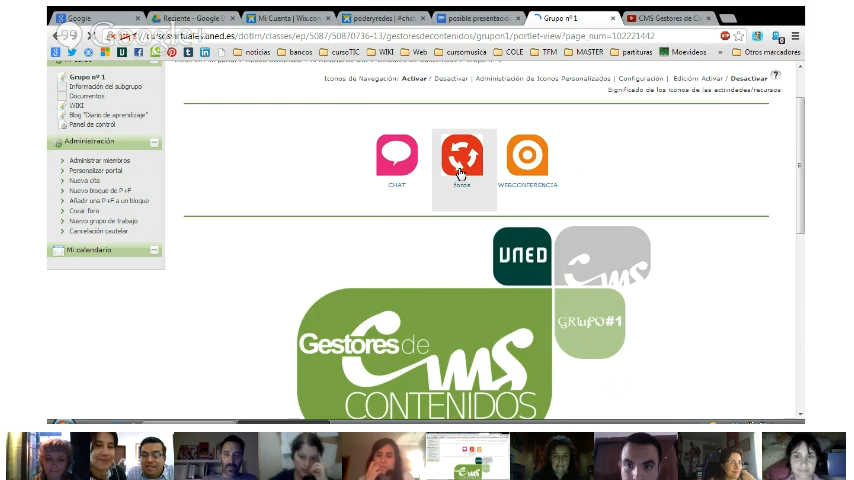 Google
Reciente - Google D
Mi Cuenta | Wix.com
poderyredes | #chat
posible presentación
Grupo nº 1
CMS Gestores de Con
cursosvirtuales.uned.es/dotlrn/classes/ep/5087/50870736-13/gestoresdecontenidos/grupon1/portlet-view?page_num=102221442
noticias
bancos
cursoTIC
WIKI
Web
cursomusica
COLE
TFM
MASTER
partituras
Moevideos
»
Otros marcadores
Iconos de Navegación: Activar / Desactivar | Administración de Iconos Personalizados | Configuración | Edición: Activar / Desactivar
Significado de los iconos de las actividades/recursos
Grupo nº 1
Información del subgrupo
Documentos
WIKI
Blog "Diario de aprendizaje"
Panel de control
Administración
Administrar miembros
Personalizar portal
Nueva cita
Nuevo bloque de P+F
Añadir una P+F a un bloque
Crear foro
Nuevo grupo de trabajo
Cancelación cautelar
Mi calendario
CHAT
foros
WEBCONFERENCIA
UNED
cms
GRupO#1
Gestores de
cms
CONTENIDOS